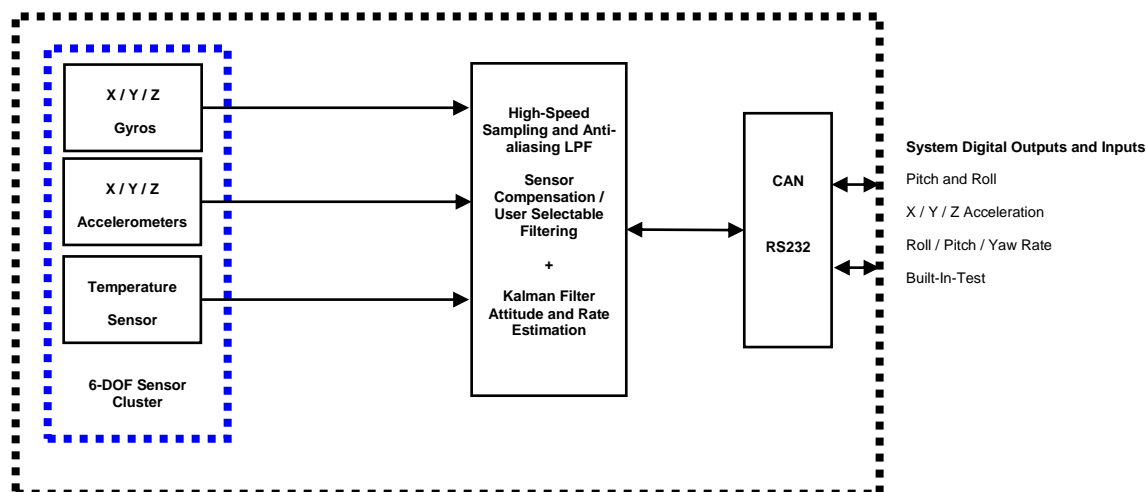 X / Y / Z
Gyros
X / Y / Z
Accelerometers
Temperature
Sensor
6-DOF Sensor
Cluster
High-Speed
Sampling and Anti-
aliasing LPF
Sensor
Compensation /
User Selectable
Filtering
+
Kalman Filter
Attitude and Rate
Estimation
CAN
RS232
System Digital Outputs and Inputs
Pitch and Roll
X / Y / Z Acceleration
Roll / Pitch / Yaw Rate
Built-In-Test